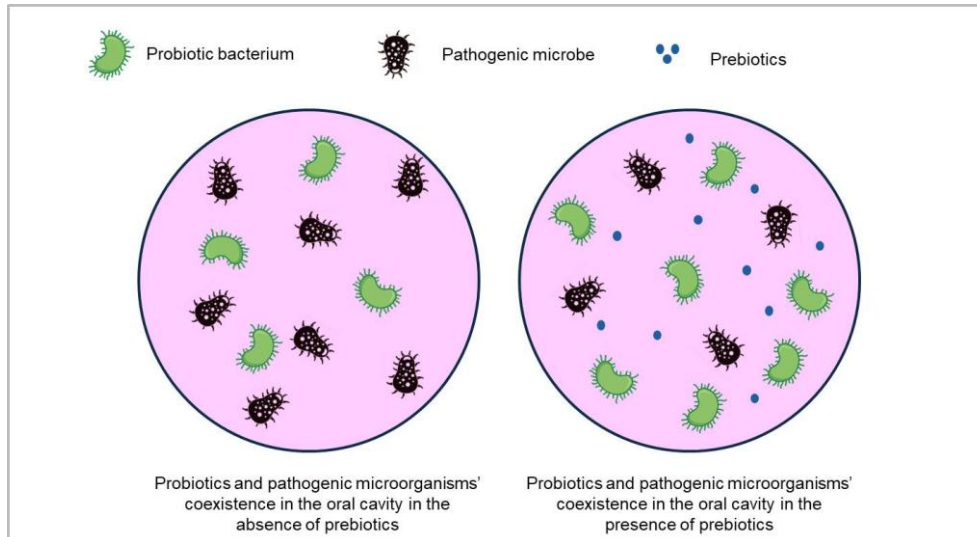 Probiotic bacterium
Pathogenic microbe
Prebiotics
Probiotics and pathogenic microorganisms’
coexistence in the oral cavity in the
absence of prebiotics
Probiotics and pathogenic microorganisms’
coexistence in the oral cavity in the
presence of prebiotics